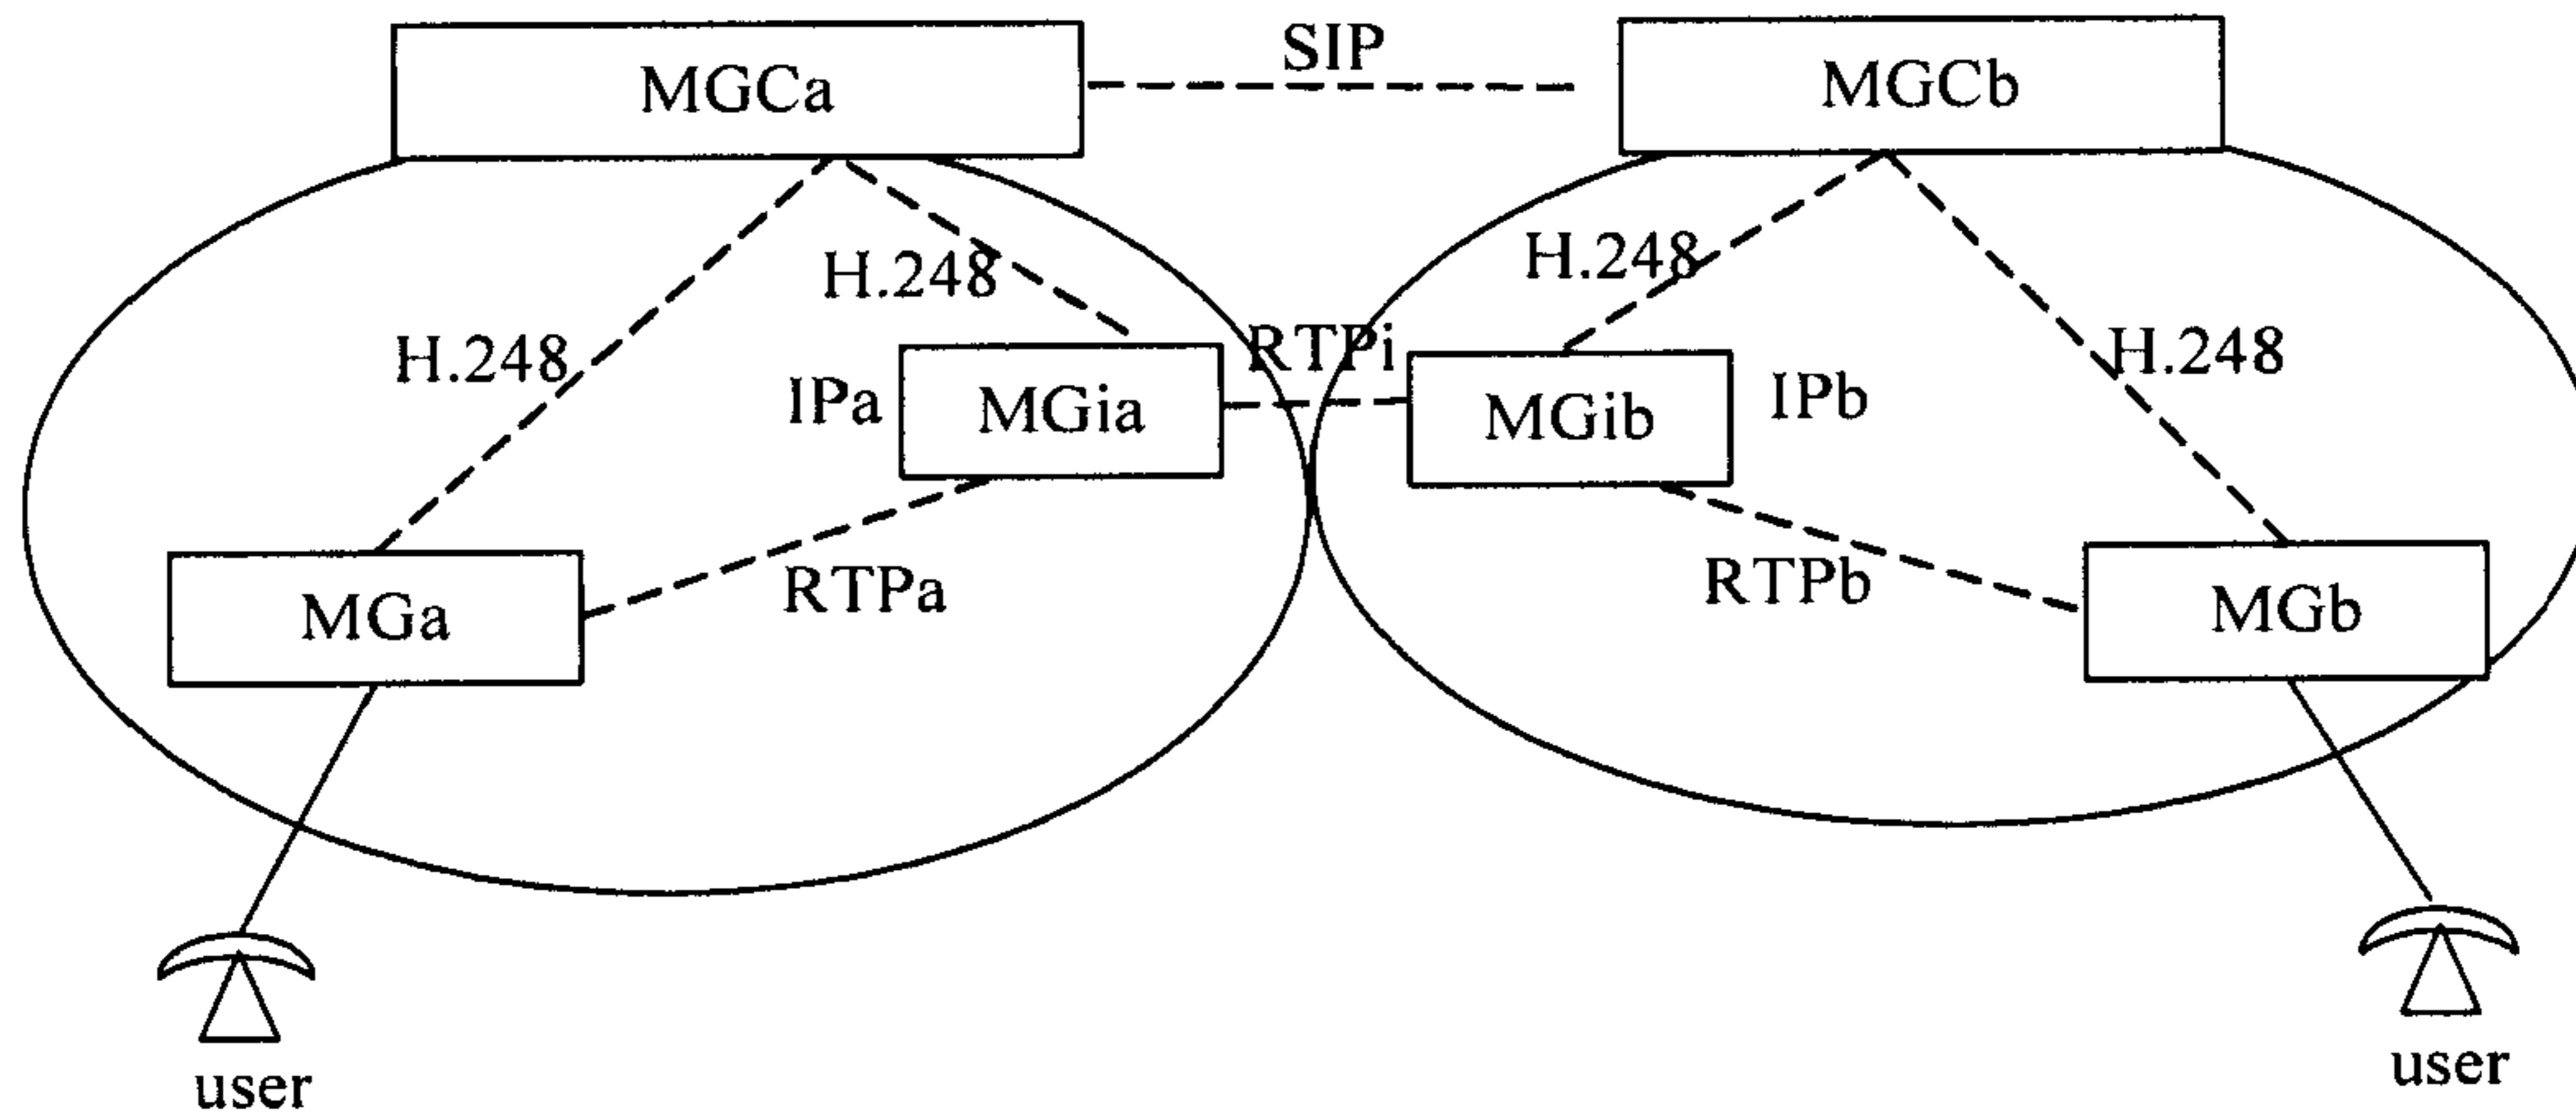 SIP
MGCa
MGCb
H.248
H.248
H.248
H.248
RTPi
IPa
MGia
MGib
IPb
RTPa
RTPb
MGa
MGb
user
user